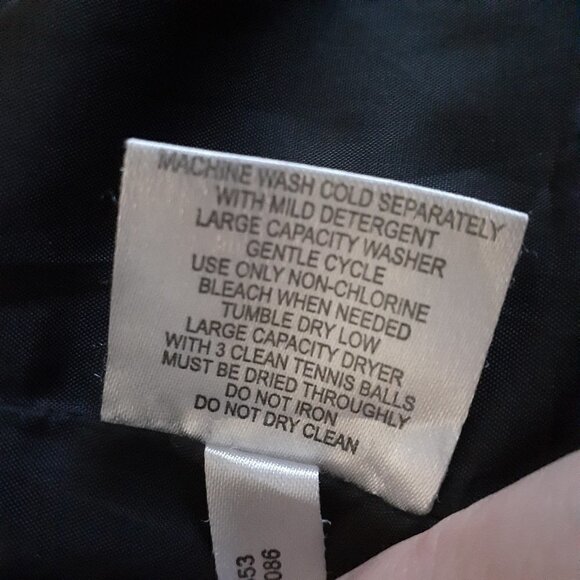 MACHINE WASH COLD SEPARATELY
WITH MILD DETERGENT
LARGE CAPACITY WASHER
GENTLE CYCLE
USE ONLY NON-CHLORINE
BLEACH WHEN NEEDED
TUMBLE DRY LOW
LARGE CAPACITY DRYER
WITH 3 CLEAN TENNIS BALLS
MUST BE DRIED THROUGHLY
DO NOT IRON
DO NOT DRY CLEAN
53
086